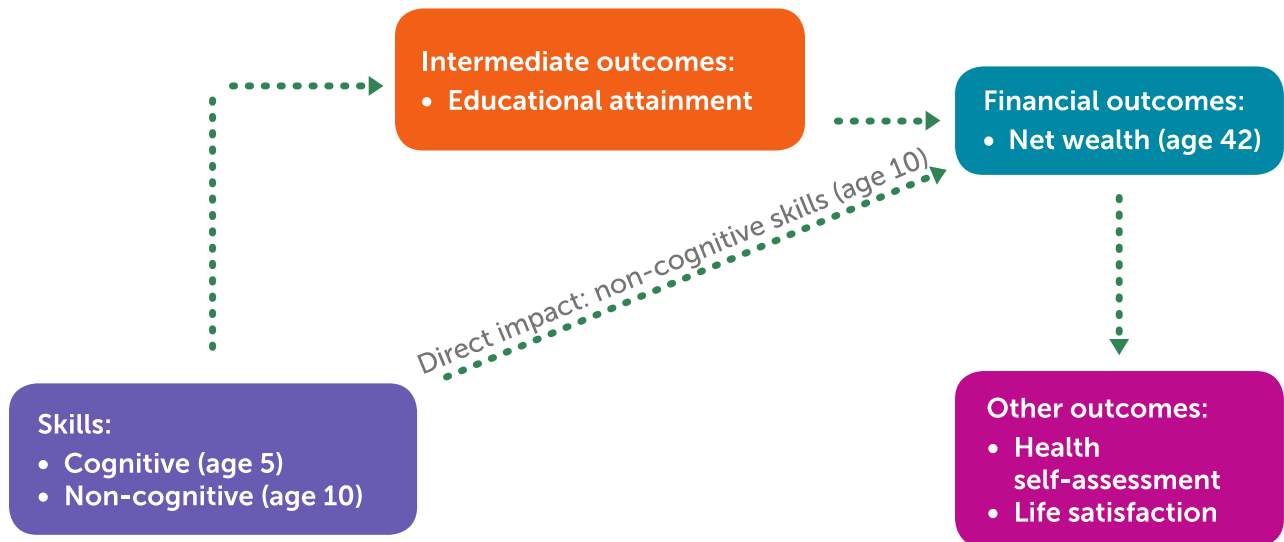 Intermediate outcomes:
• Educational attainment
Financial outcomes:
• Net wealth (age 42)
Direct impact: non-cognitive skills (age 10)
Skills:
• Cognitive (age 5)
• Non-cognitive (age 10)
Other outcomes:
• Health
self-assessment
• Life satisfaction